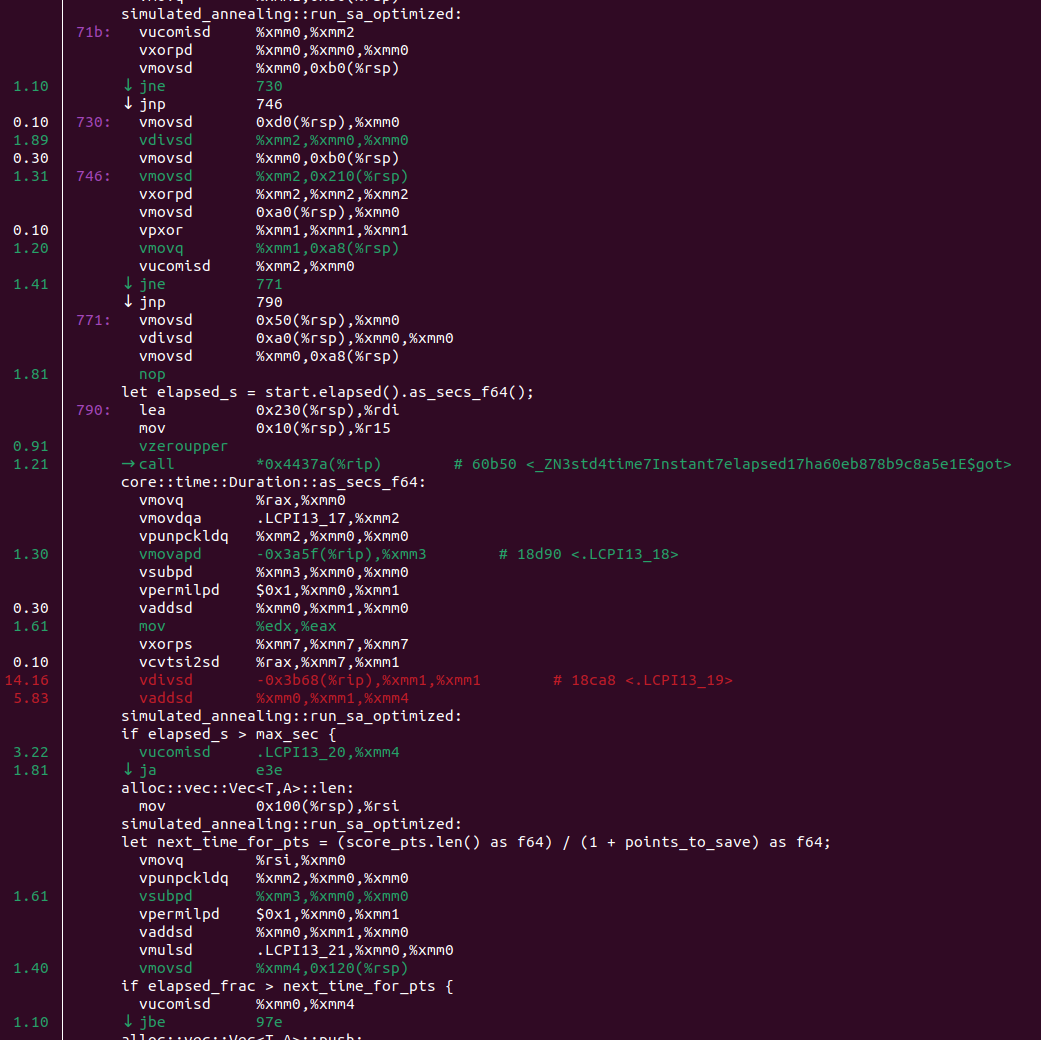 simulated_annealing::run_sa_optimized:
71b: vucomisd %xmm0,%xmm2
vxorpd %xmm0,%xmm0,%xmm0
vmovsd %xmm0,0xb0(%rsp)
1.10 ↓ jne 730
↓ jnp 746
0.10 730: vmovsd 0xd0(%rsp),%xmm0
1.89 vdivsd %xmm2,%xmm0,%xmm0
0.30 vmovsd %xmm0,0xb0(%rsp)
1.31 746: vmovsd %xmm2,0x210(%rsp)
vxorpd %xmm2,%xmm2,%xmm2
vmovsd 0xa0(%rsp),%xmm0
0.10 vpxor %xmm1,%xmm1,%xmm1
1.20 vmovq %xmm1,0xa8(%rsp)
vucomisd %xmm2,%xmm0
1.41 ↓ jne 771
↓ jnp 790
771: vmovsd 0x50(%rsp),%xmm0
vdivsd 0xa0(%rsp),%xmm0,%xmm0
vmovsd %xmm0,0xa8(%rsp)
1.81 nop
let elapsed_s = start.elapsed().as_secs_f64();
790: lea 0x230(%rsp),%rdi
mov 0x10(%rsp),%r15
0.91 vzeroupper
1.21 → call *0x4437a(%rip) # 60b50 <_ZN3std4time7Instant7elapsed17ha60eb878b9c8a5e1E$got>
core::time::Duration::as_secs_f64:
vmovq %rax,%xmm0
vmovdqa .LCPI13_17,%xmm2
vpunpckldq %xmm2,%xmm0,%xmm0
1.30 vmovapd -0x3a5f(%rip),%xmm3 # 18d90 <.LCPI13_18>
vsubpd %xmm3,%xmm0,%xmm0
vpermilpd $0x1,%xmm0,%xmm1
0.30 vaddsd %xmm0,%xmm1,%xmm0
1.61 mov %edx,%eax
vxorps %xmm7,%xmm7,%xmm7
0.10 vcvtsi2sd %rax,%xmm7,%xmm1
14.16 vdivsd -0x3b68(%rip),%xmm1,%xmm1 # 18ca8 <.LCPI13_19>
5.83 vaddsd %xmm0,%xmm1,%xmm4
simulated_annealing::run_sa_optimized:
if elapsed_s > max_sec {
3.22 vucomisd .LCPI13_20,%xmm4
1.81 ↓ ja e3e
alloc::vec::Vec<T,A>::len:
mov 0x100(%rsp),%rsi
simulated_annealing::run_sa_optimized:
let next_time_for_pts = (score_pts.len() as f64) / (1 + points_to_save) as f64;
vmovq %rsi,%xmm0
vpunpckldq %xmm2,%xmm0,%xmm0
1.61 vsubpd %xmm3,%xmm0,%xmm0
vpermilpd $0x1,%xmm0,%xmm1
vaddsd %xmm0,%xmm1,%xmm0
vmulsd .LCPI13_21,%xmm0,%xmm0
1.40 vmovsd %xmm4,0x120(%rsp)
if elapsed_frac > next_time_for_pts {
vucomisd %xmm0,%xmm4
1.10 ↓ jbe 97e
alloc::vec::Vec<T,A>::push: